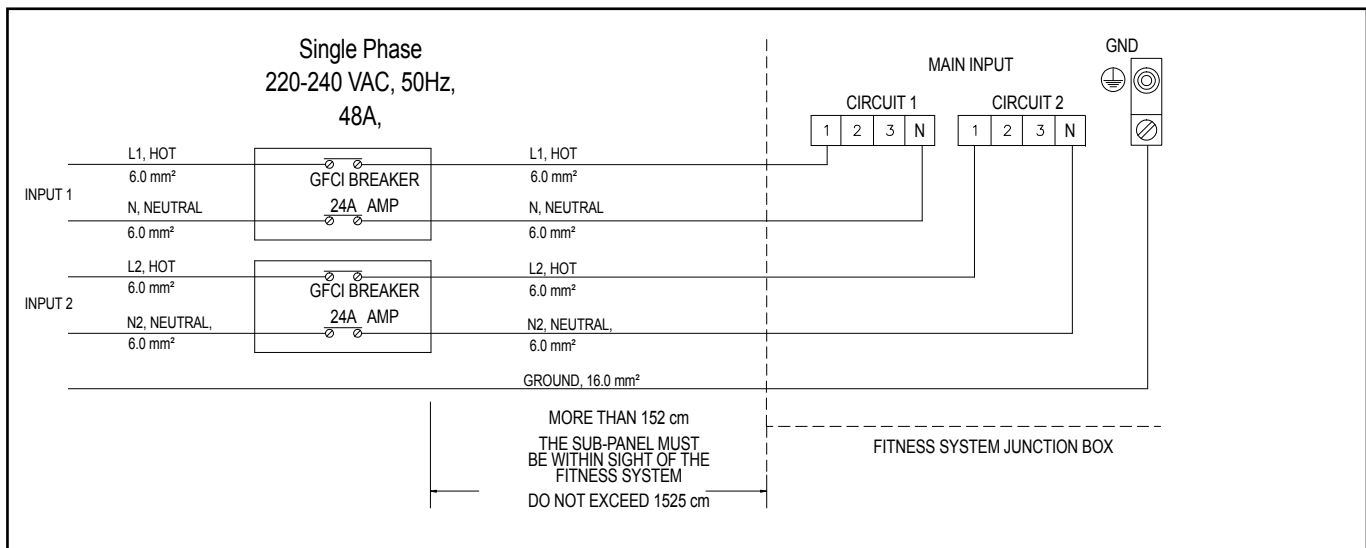 Single Phase
220-240 VAC, 50Hz,
48A,
MAIN INPUT
GND
CIRCUIT 1
1 2 3 N
CIRCUIT 2
1 2 3 N
INPUT 1
L1, HOT
6.0 mm²
N, NEUTRAL
6.0 mm²
GFCI BREAKER
24A AMP
L1, HOT
6.0 mm²
N, NEUTRAL
6.0 mm²
INPUT 2
L2, HOT
6.0 mm²
N2, NEUTRAL,
6.0 mm²
GFCI BREAKER
24A AMP
L2, HOT
6.0 mm²
N2, NEUTRAL,
6.0 mm²
GROUND, 16.0 mm²
MORE THAN 152 cm
THE SUB-PANEL MUST
BE WITHIN SIGHT OF THE
FITNESS SYSTEM
DO NOT EXCEED 1525 cm
FITNESS SYSTEM JUNCTION BOX